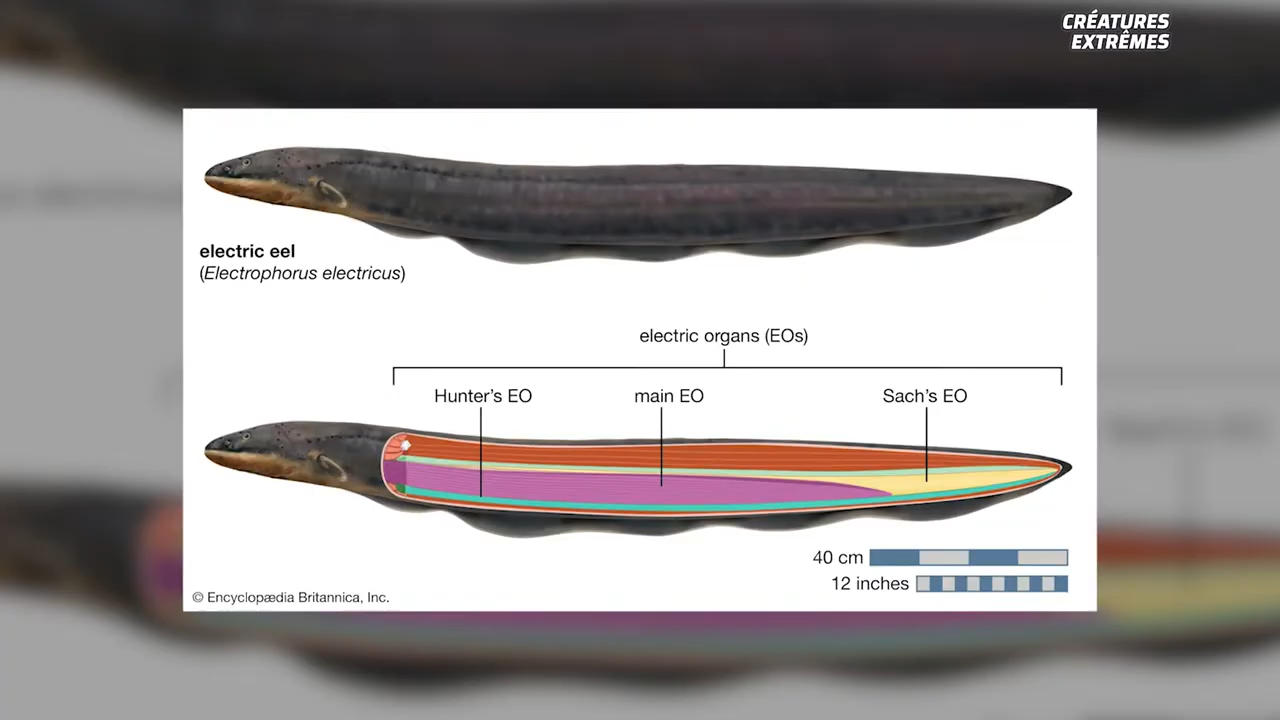 CRÉATURES
EXTRÊMES
electric eel
(Electrophorus electricus)
electric organs (EOs)
Hunter's EO
main EO
Sach's EO
40 cm
12 inches
© Encyclopædia Britannica, Inc.